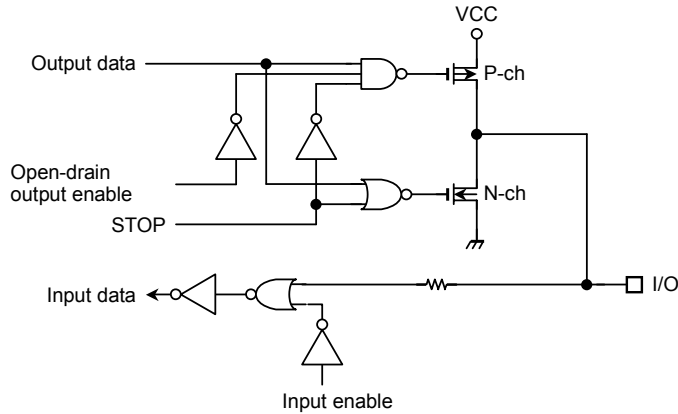 VCC
Output data
P-ch
Open-drain
output enable
N-ch
STOP
Input data
I/O
Input enable